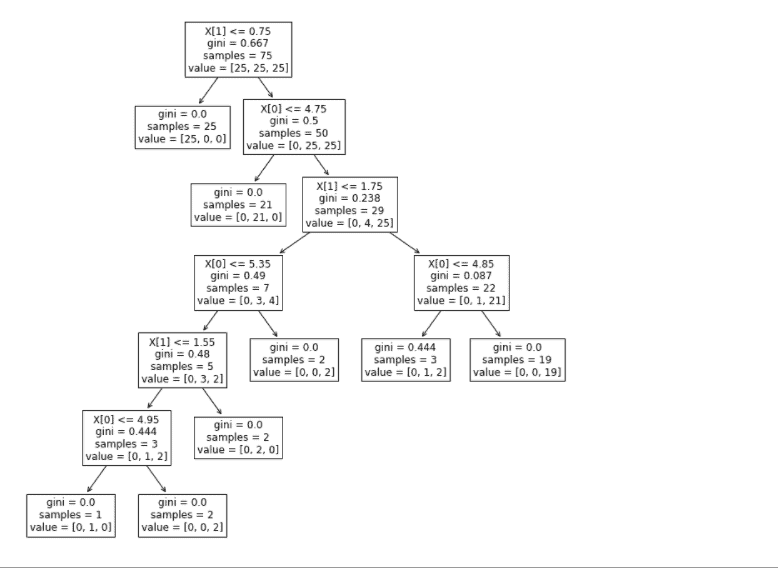 X[1] <= 0.75
gini = 0.667
samples = 75
value = [25, 25, 25]
gini = 0.0
samples = 25
value = [25, 0, 0]
X[0] <= 4.75
gini = 0.5
samples = 50
value = [0, 25, 25]
gini = 0.0
samples = 21
value = [0, 21, 0]
X[1] <= 1.75
gini = 0.238
samples = 29
value = [0, 4, 25]
X[0] <= 5.35
gini = 0.49
samples = 7
value = [0, 3, 4]
X[0] <= 4.85
gini = 0.087
samples = 22
value = [0, 1, 21]
X[1] <= 1.55
gini = 0.48
samples = 5
value = [0, 3, 2]
gini = 0.0
samples = 2
value = [0, 0, 2]
gini = 0.444
samples = 3
value = [0, 1, 2]
gini = 0.0
samples = 19
value = [0, 0, 19]
X[0] <= 4.95
gini = 0.444
samples = 3
value = [0, 1, 2]
gini = 0.0
samples = 2
value = [0, 2, 0]
gini = 0.0
samples = 1
value = [0, 1, 0]
gini = 0.0
samples = 2
value = [0, 0, 2]